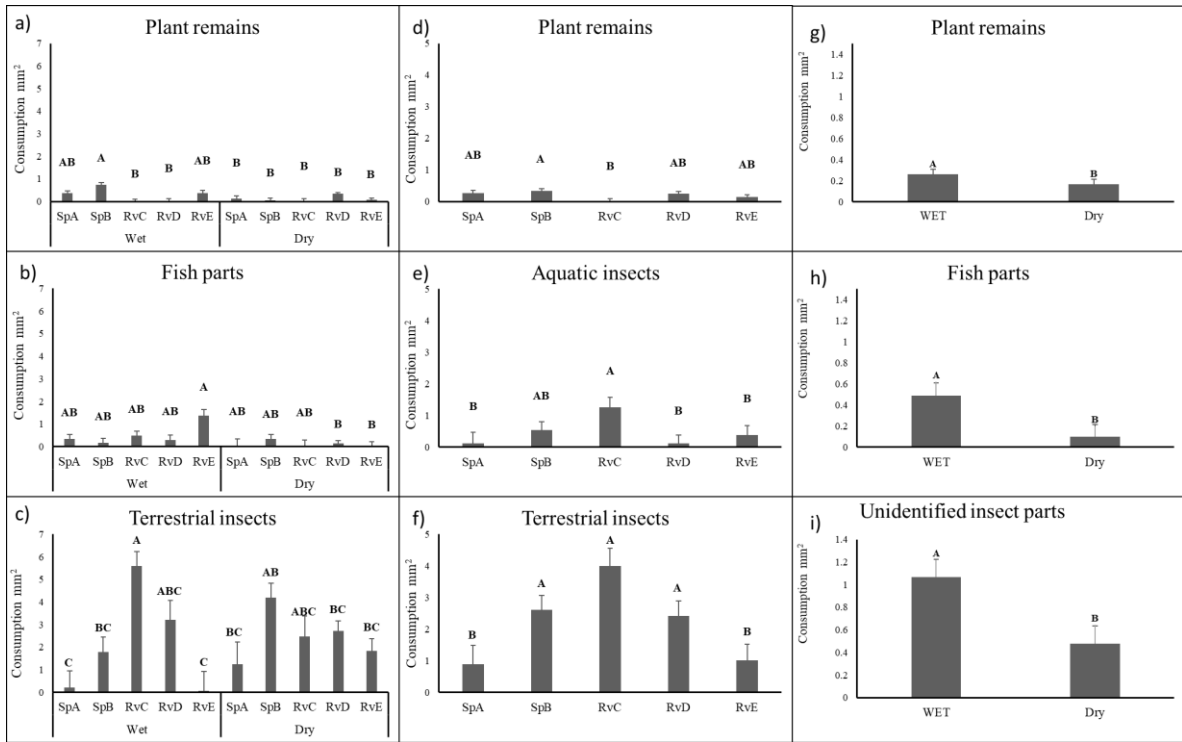 a)
Plant remains
Consumption mm²
7
6
5
4
3
2
1
0
AB A B B AB B B B B B
SpA SpB RvC RvD RvE SpA SpB RvC RvD RvE
Wet Dry
d)
Plant remains
Consumption mm²
5
4
3
2
1
0
AB A B AB AB
SpA SpB RvC RvD RvE
g)
Plant remains
Consumption mm²
1.4
1.2
1
0.8
0.6
0.4
0.2
0
A B
WET Dry
b)
Fish parts
Consumption mm²
7
6
5
4
3
2
1
0
AB AB AB AB A AB AB AB B B
SpA SpB RvC RvD RvE SpA SpB RvC RvD RvE
Wet Dry
e)
Aquatic insects
Consumption mm²
5
4
3
2
1
0
B AB A B B
SpA SpB RvC RvD RvE
h)
Fish parts
Consumption mm²
1.4
1.2
1
0.8
0.6
0.4
0.2
0
A B
WET Dry
c)
Terrestrial insects
Consumption mm²
7
6
5
4
3
2
1
0
C BC A ABC C BC AB ABC BC BC
SpA SpB RvC RvD RvE SpA SpB RvC RvD RvE
Wet Dry
f)
Terrestrial insects
Consumption mm²
5
4
3
2
1
0
B A A A B
SpA SpB RvC RvD RvE
i)
Unidentified insect parts
Consumption mm²
1.4
1.2
1
0.8
0.6
0.4
0.2
0
A B
WET Dry